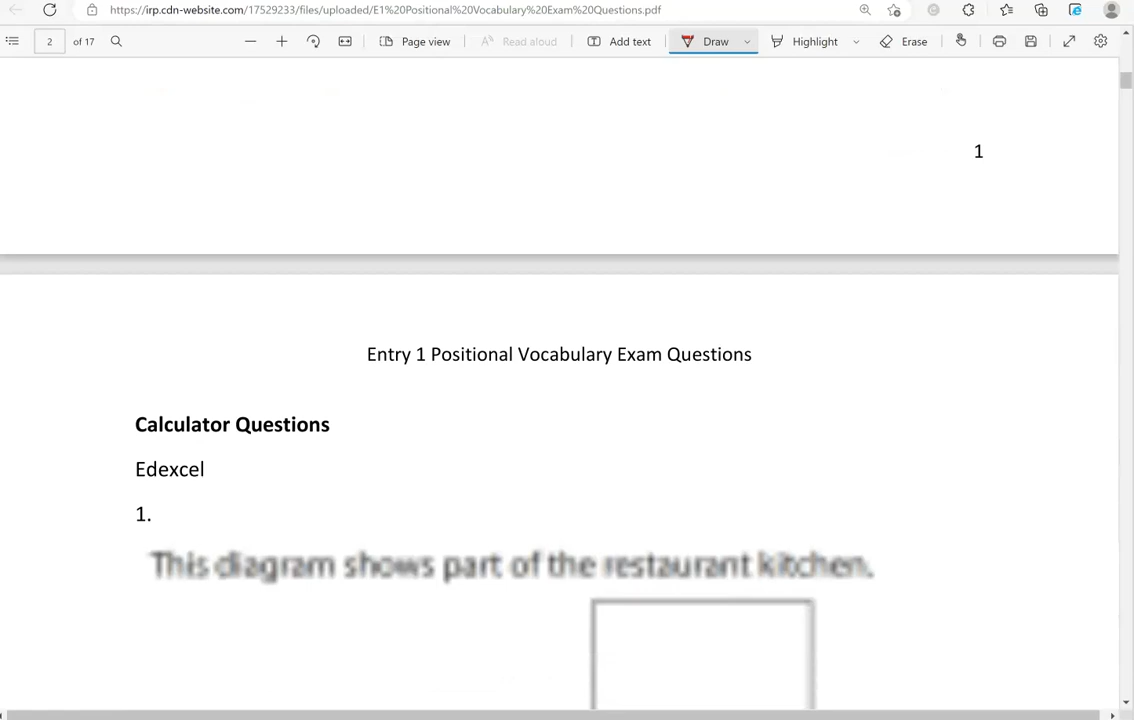 https://irp.cdn-website.com/17529233/files/uploaded/E1%20Positional%20Vocabulary%20Exam%20Questions.pdf
2 of 17 Page view Read aloud Add text Draw Highlight Erase
1
Entry 1 Positional Vocabulary Exam Questions
Calculator Questions
Edexcel
1.
This diagram shows part of the restaurant kitchen.